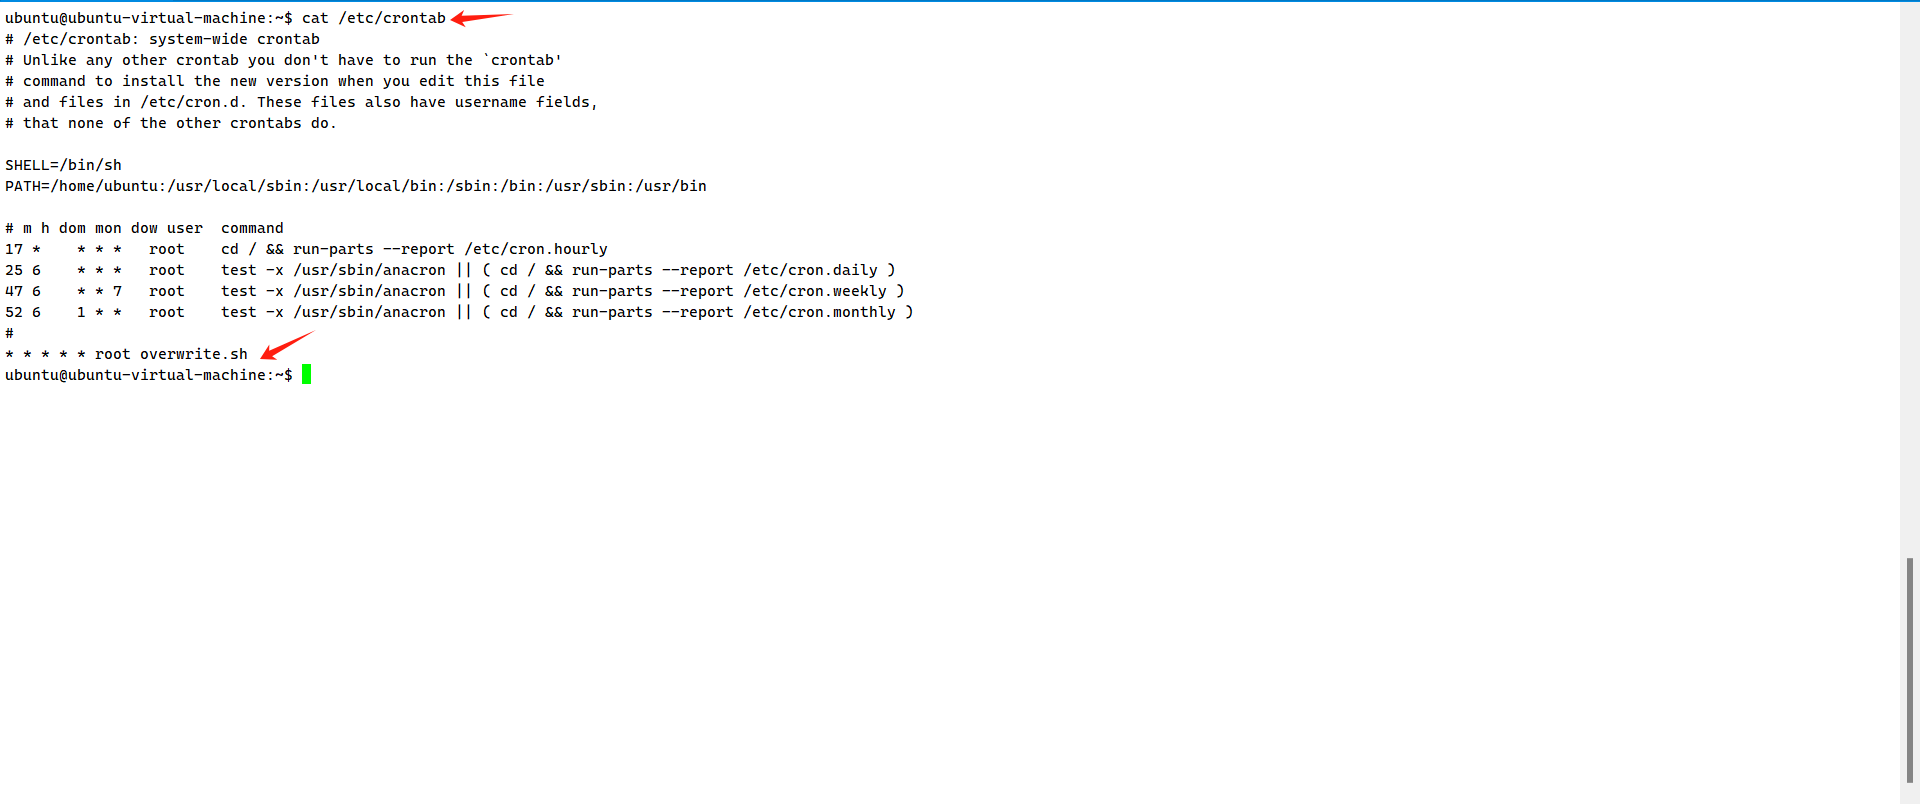 ubuntu@ubuntu-virtual-machine:~$ cat /etc/crontab
# /etc/crontab: system-wide crontab
# Unlike any other crontab you don't have to run the `crontab'
# command to install the new version when you edit this file
# and files in /etc/cron.d. These files also have username fields,
# that none of the other crontabs do.

SHELL=/bin/sh
PATH=/home/ubuntu:/usr/local/sbin:/usr/local/bin:/sbin:/bin:/usr/sbin:/usr/bin

# m h dom mon dow user  command
17 *    * * *   root    cd / && run-parts --report /etc/cron.hourly
25 6    * * *   root    test -x /usr/sbin/anacron || ( cd / && run-parts --report /etc/cron.daily )
47 6    * * 7   root    test -x /usr/sbin/anacron || ( cd / && run-parts --report /etc/cron.weekly )
52 6    1 * *   root    test -x /usr/sbin/anacron || ( cd / && run-parts --report /etc/cron.monthly )
#
* * * * * root overwrite.sh
ubuntu@ubuntu-virtual-machine:~$